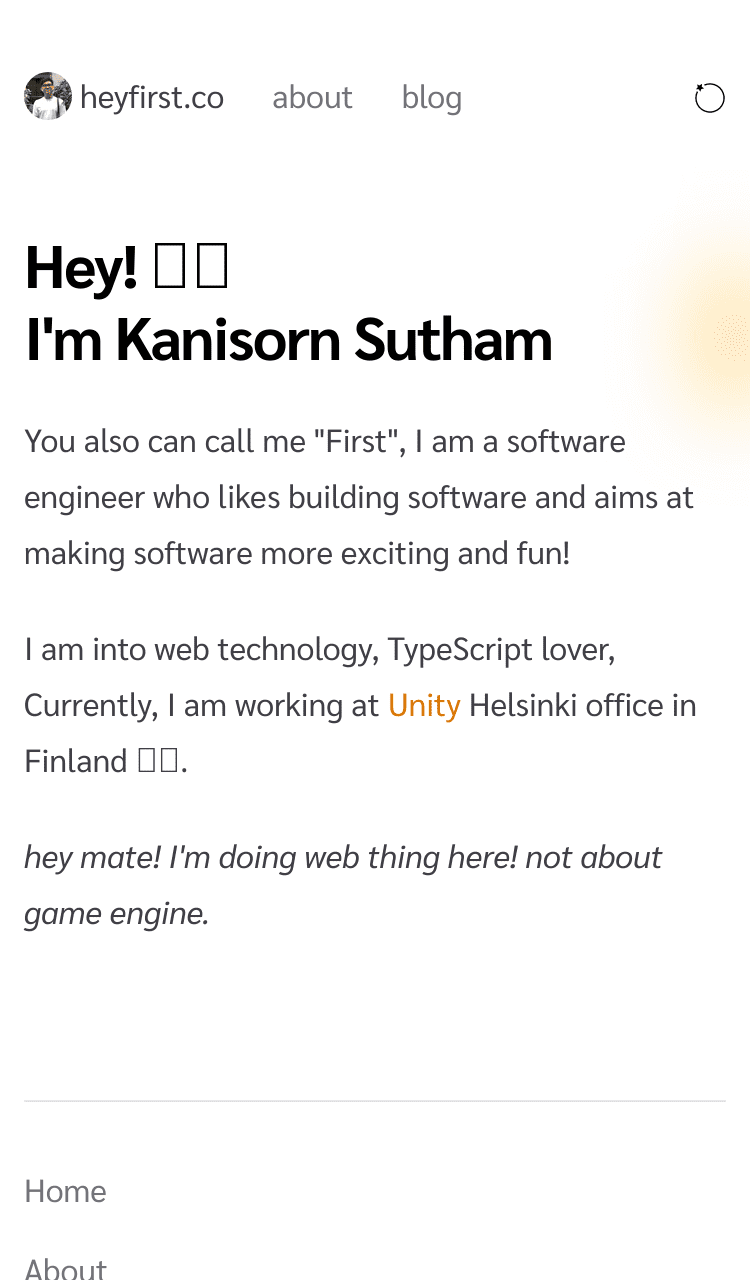 heyfirst.co about blog
Hey! 
I'm Kanisorn Sutham
You also can call me "First", I am a software
engineer who likes building software and aims at
making software more exciting and fun!
I am into web technology, TypeScript lover,
Currently, I am working at Unity Helsinki office in
Finland .
hey mate! I'm doing web thing here! not about
game engine.
Home
About